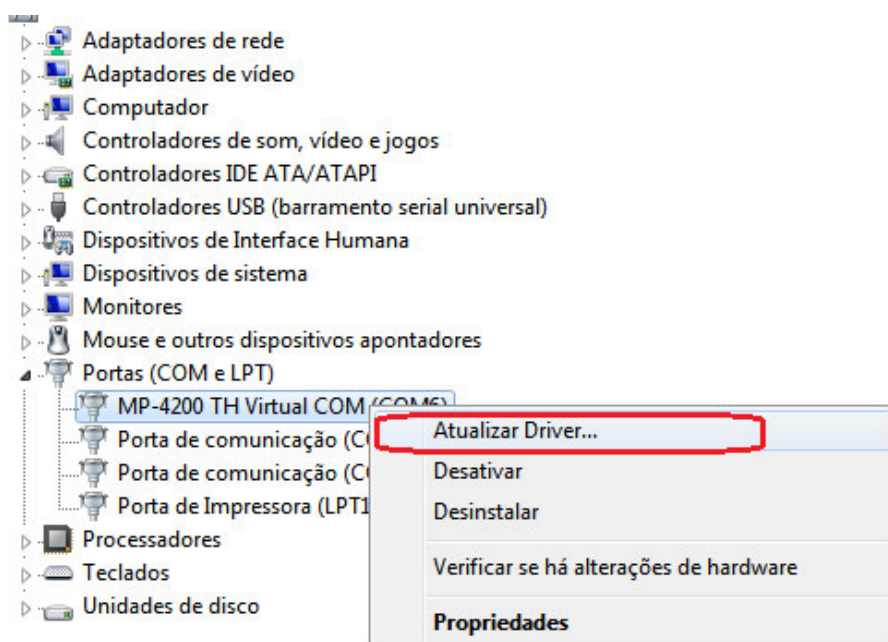 Adaptadores de rede
Adaptadores de vídeo
Computador
Controladores de som, vídeo e jogos
Controladores IDE ATA/ATAPI
Controladores USB (barramento serial universal)
Dispositivos de Interface Humana
Dispositivos de sistema
Monitores
Mouse e outros dispositivos apontadores
Portas (COM e LPT)
MP-4200 TH Virtual COM (COM6)
Porta de comunicação (C
Porta de comunicação (C
Porta de Impressora (LPT1
Processadores
Teclados
Unidades de disco
Atualizar Driver...
Desativar
Desinstalar
Verificar se há alterações de hardware
Propriedades